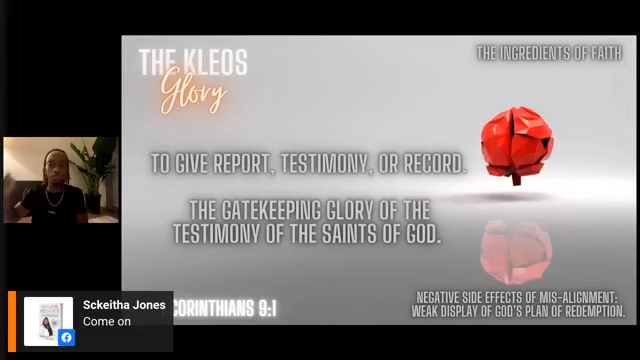 THE KLEOS
Glory
THE INGREDIENTS OF FAITH
TO GIVE REPORT, TESTIMONY, OR RECORD.
THE GATEKEEPING GLORY OF THE
TESTIMONY OF THE SAINTS OF GOD.
CORINTHIANS 9:1
NEGATIVE SIDE EFFECTS OF MIS-ALIGNMENT:
WEAK DISPLAY OF GOD'S PLAN OF REDEMPTION.
Sckeitha Jones
Come on